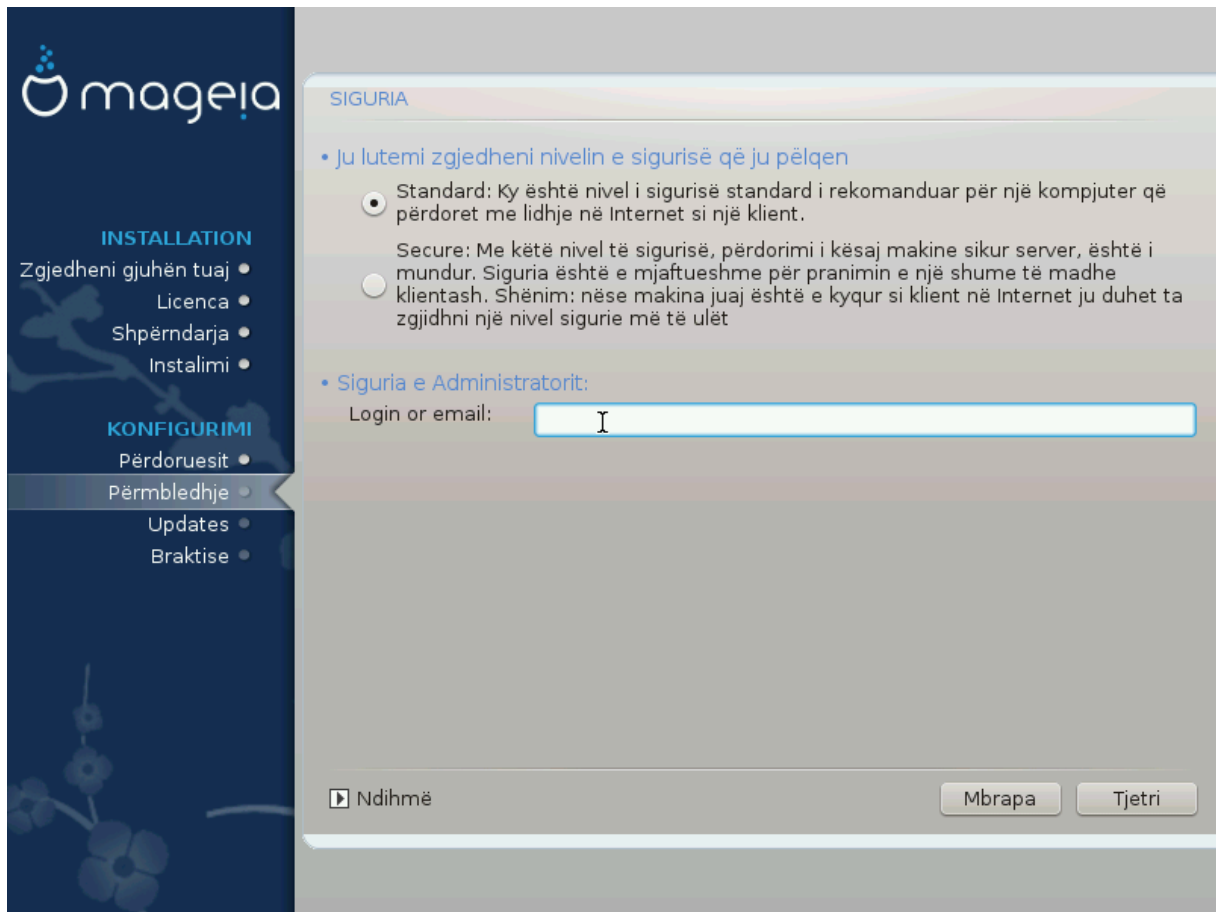 mageia
INSTALLATION
Zgjedheni gjuhën tuaj
Licenca
Shpërndarja
Instalimi
KONFIGURIMI
Përdoruesit
Përmbledhje
Updates
Braktise
SIGURIA
• Ju lutemi zgjedheni nivelin e sigurisë që ju pëlqen
Standard: Ky është nivel i sigurisë standard i rekomanduar për një kompjuter që
përdoret me lidhje në Internet si një klient.
Secure: Me këtë nivel të sigurisë, përdorimi i kësaj makine sikur server, është i
mundur. Siguria është e mjaftueshme për pranimin e një shume të madhe
klientash. Shënim: nëse makina juaj është e kyqur si klient në Internet ju duhet ta
zgjidhni një nivel sigurie më të ulët
• Siguria e Administratorit:
Login or email:
Ndihmë
Mbrapa
Tjetri